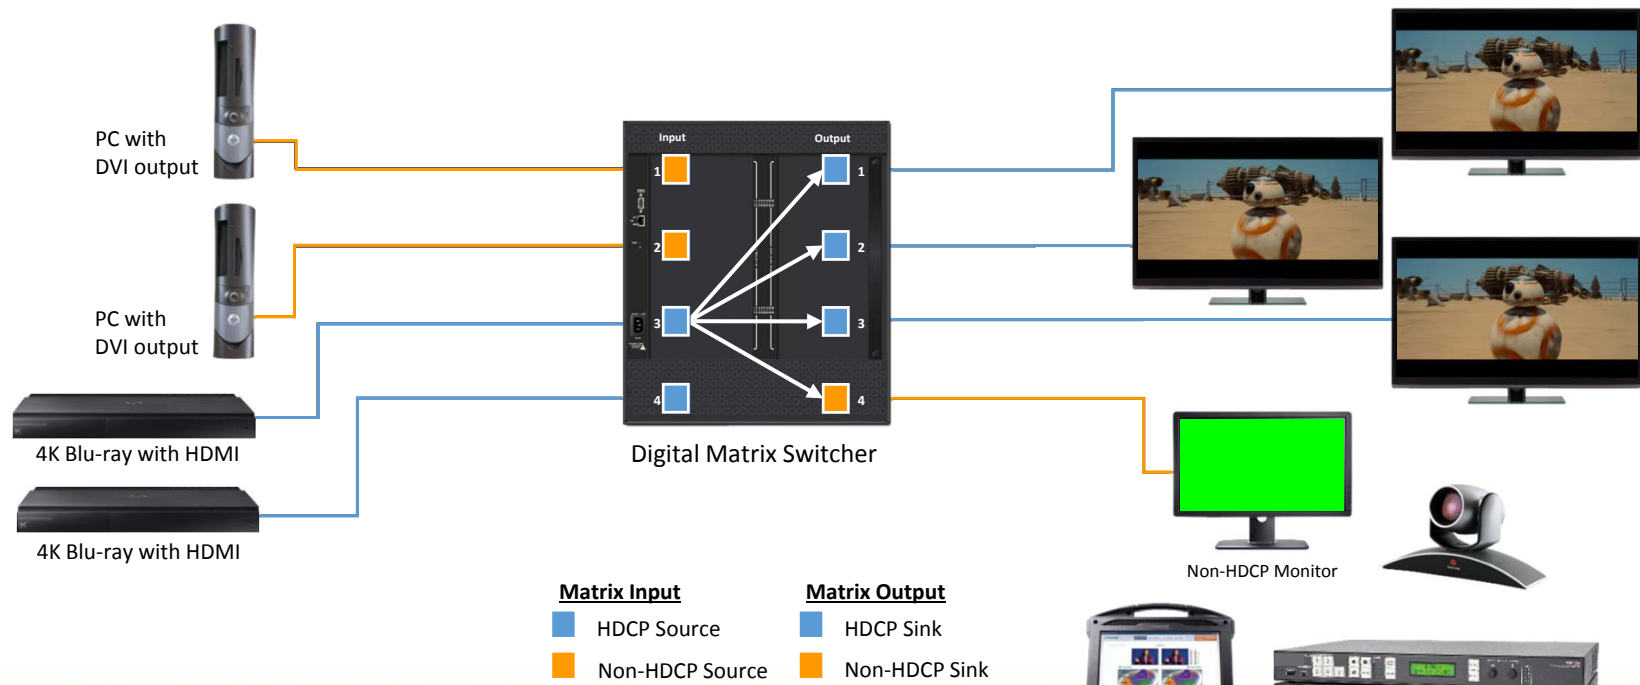 PC with
DVI output
PC with
DVI output
4K Blu-ray with HDMI
4K Blu-ray with HDMI
Input
Output
1
1
2
2
3
3
4
4
Digital Matrix Switcher
Non-HDCP Monitor
Matrix Input
HDCP Source
Non-HDCP Source
Matrix Output
HDCP Sink
Non-HDCP Sink